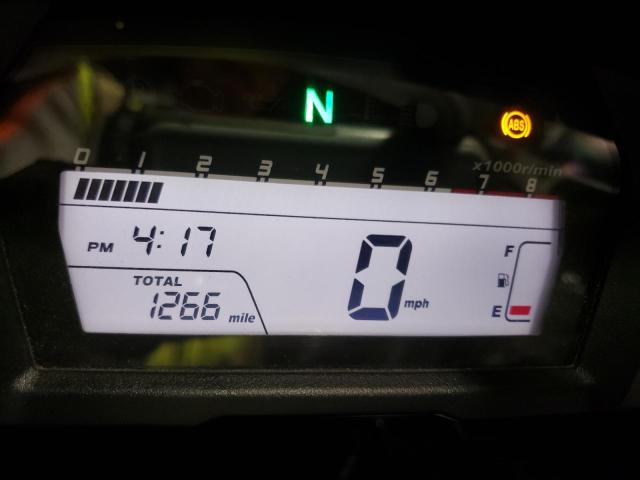 N
ABS
0 1 2 3 4 5 6 7 8
x1000r/min
PM 4:17
TOTAL
1266 mile
0 mph
F
E